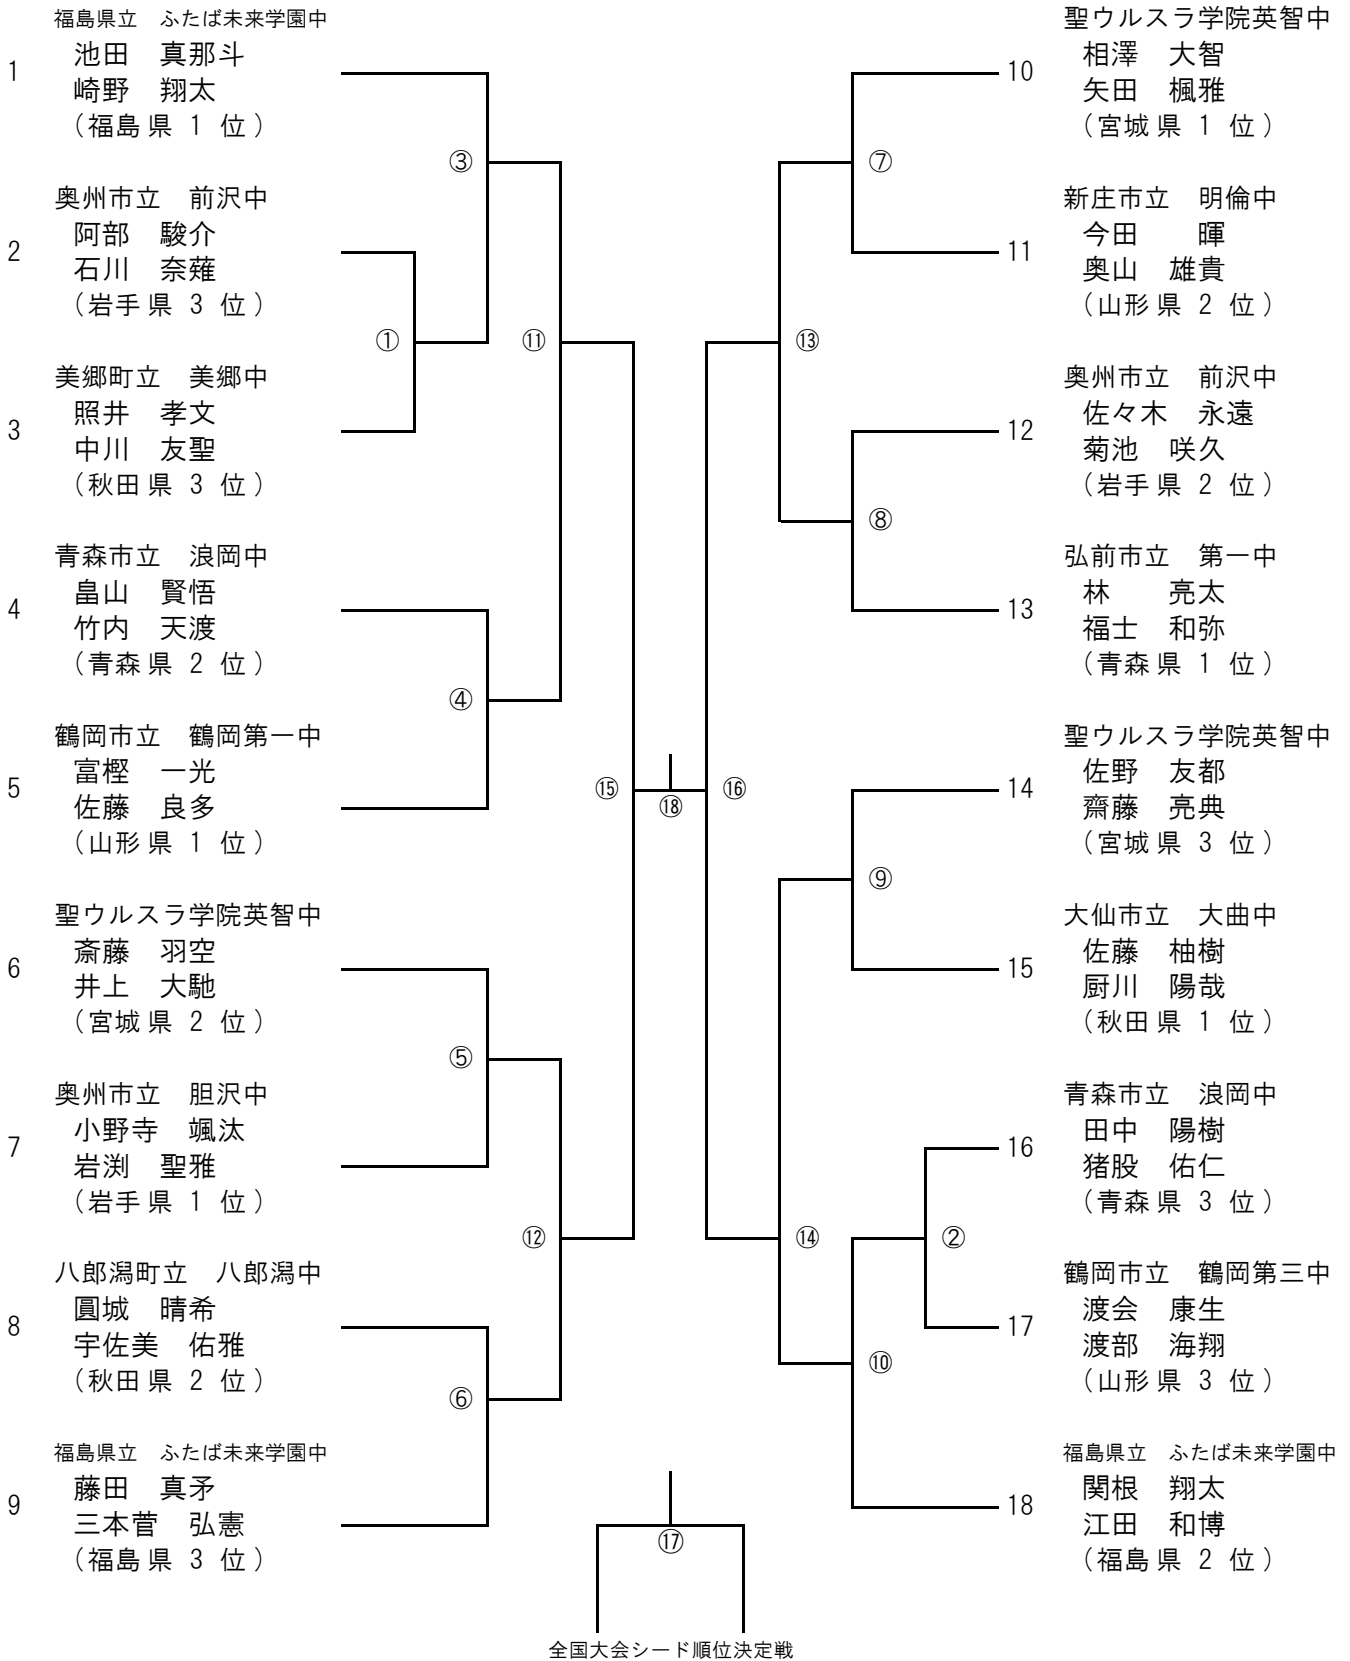 福島県立　ふたば未来学園中
池田　真那斗
1
崎野　翔太
（福島県 1 位）
③
奥州市立　前沢中
阿部　駿介
2
石川　奈薙
（岩手県 3 位）
①
⑪
美郷町立　美郷中
照井　孝文
3
中川　友聖
（秋田県 3 位）
青森市立　浪岡中
畠山　賢悟
4
竹内　天渡
（青森県 2 位）
④
鶴岡市立　鶴岡第一中
富樫　一光
5
佐藤　良多
（山形県 1 位）
⑮
⑱
⑯
聖ウルスラ学院英智中
斎藤　羽空
6
井上　大馳
（宮城県 2 位）
⑤
奥州市立　胆沢中
小野寺　颯汰
7
岩渕　聖雅
（岩手県 1 位）
⑫
八郎潟町立　八郎潟中
圓城　晴希
8
宇佐美　佑雅
（秋田県 2 位）
⑥
福島県立　ふたば未来学園中
藤田　真矛
9
三本菅　弘憲
（福島県 3 位）
聖ウルスラ学院英智中
相澤　大智
10
矢田　楓雅
（宮城県 1 位）
⑦
新庄市立　明倫中
今田　　暉
11
奥山　雄貴
（山形県 2 位）
⑬
奥州市立　前沢中
佐々木　永遠
12
菊池　咲久
（岩手県 2 位）
⑧
弘前市立　第一中
林　　亮太
13
福士　和弥
（青森県 1 位）
聖ウルスラ学院英智中
佐野　友都
14
齋藤　亮典
（宮城県 3 位）
⑨
大仙市立　大曲中
佐藤　柚樹
15
厨川　陽哉
（秋田県 1 位）
青森市立　浪岡中
田中　陽樹
16
猪股　佑仁
（青森県 3 位）
⑭
②
鶴岡市立　鶴岡第三中
渡会　康生
17
渡部　海翔
（山形県 3 位）
⑩
福島県立　ふたば未来学園中
関根　翔太
18
江田　和博
（福島県 2 位）
⑰
全国大会シード順位決定戦